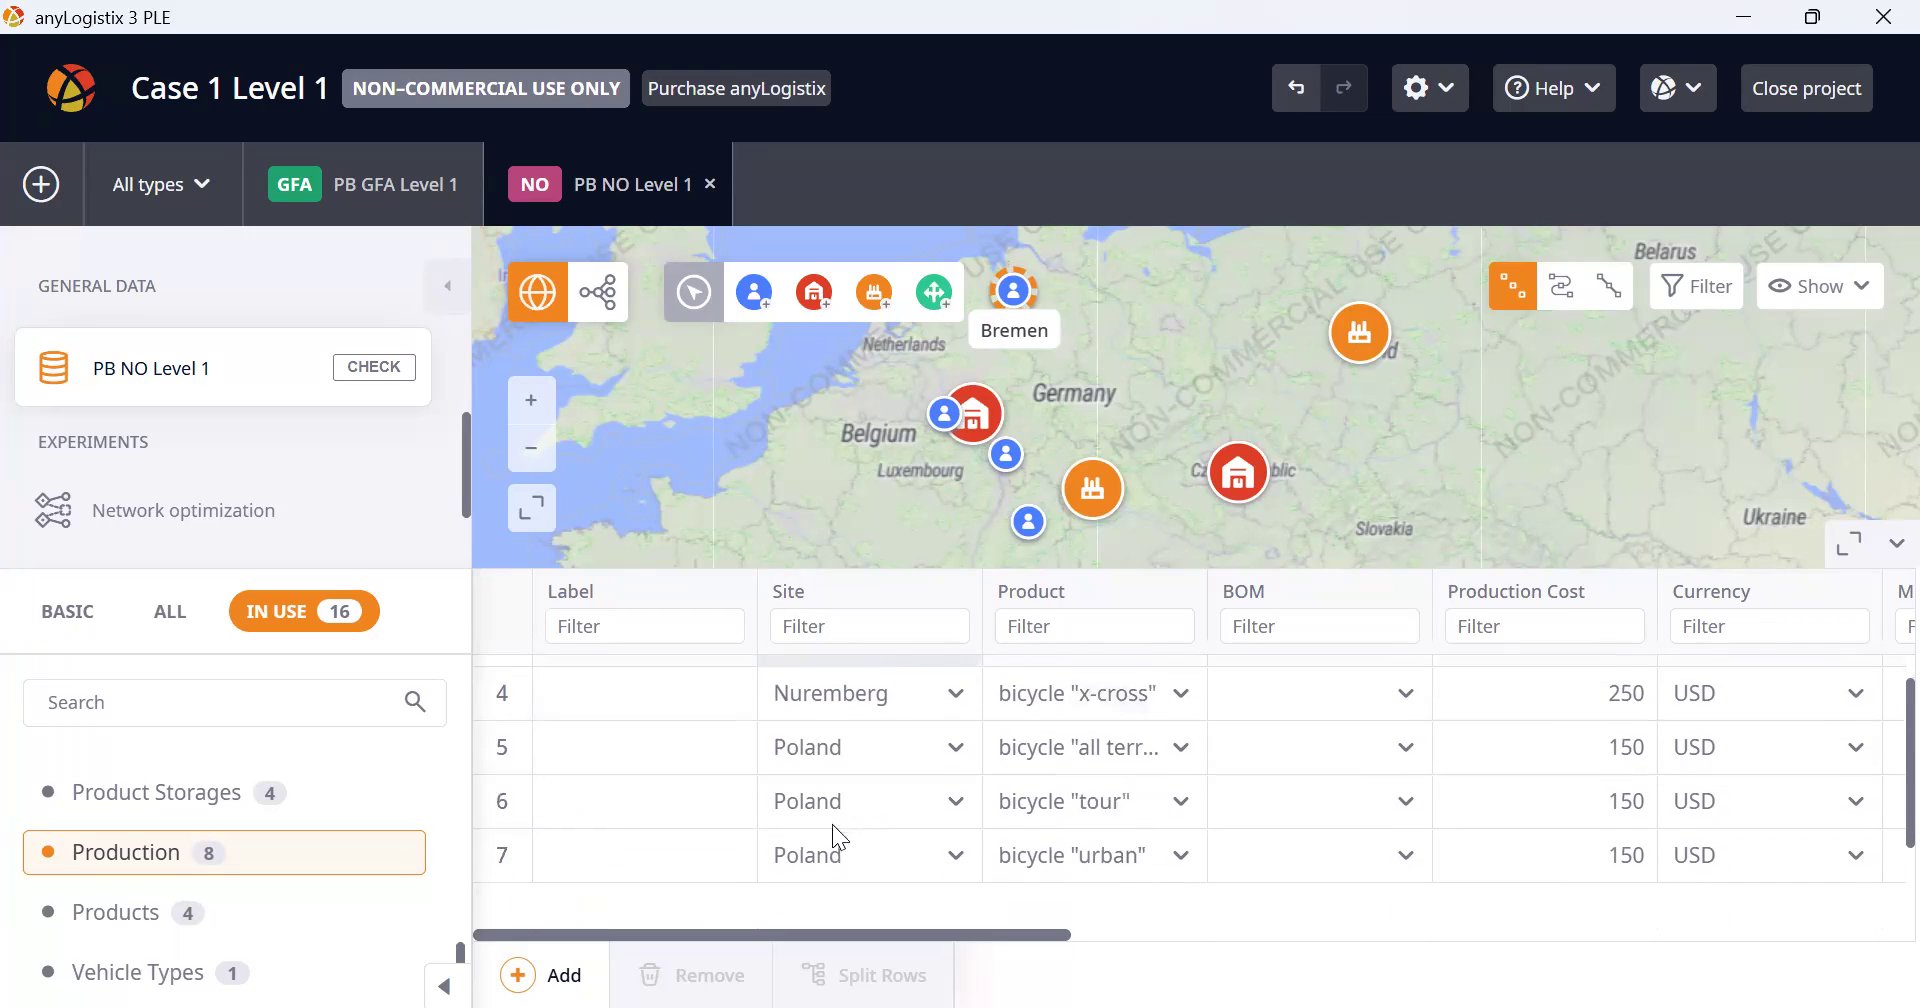 anyLogistix 3 PLE
Case 1 Level 1
NON-COMMERCIAL USE ONLY
Purchase anyLogistix
Help
Close project
All types
GFA PB GFA Level 1
NO PB NO Level 1
GENERAL DATA
PB NO Level 1
CHECK
EXPERIMENTS
Network optimization
BASIC
ALL
IN USE 16
Search
Product Storages 4
Production 8
Products 4
Vehicle Types 1
Bremen
Filter
Show
Belarus
Netherlands
Germany
Belgium
Luxembourg
Slovakia
Ukraine
Label Site Product BOM Production Cost Currency M
Filter Filter Filter Filter Filter Filter F
4 Nuremberg bicycle "x-cross" 250 USD
5 Poland bicycle "all terr... 150 USD
6 Poland bicycle "tour" 150 USD
7 Poland bicycle "urban" 150 USD
Add
Remove
Split Rows